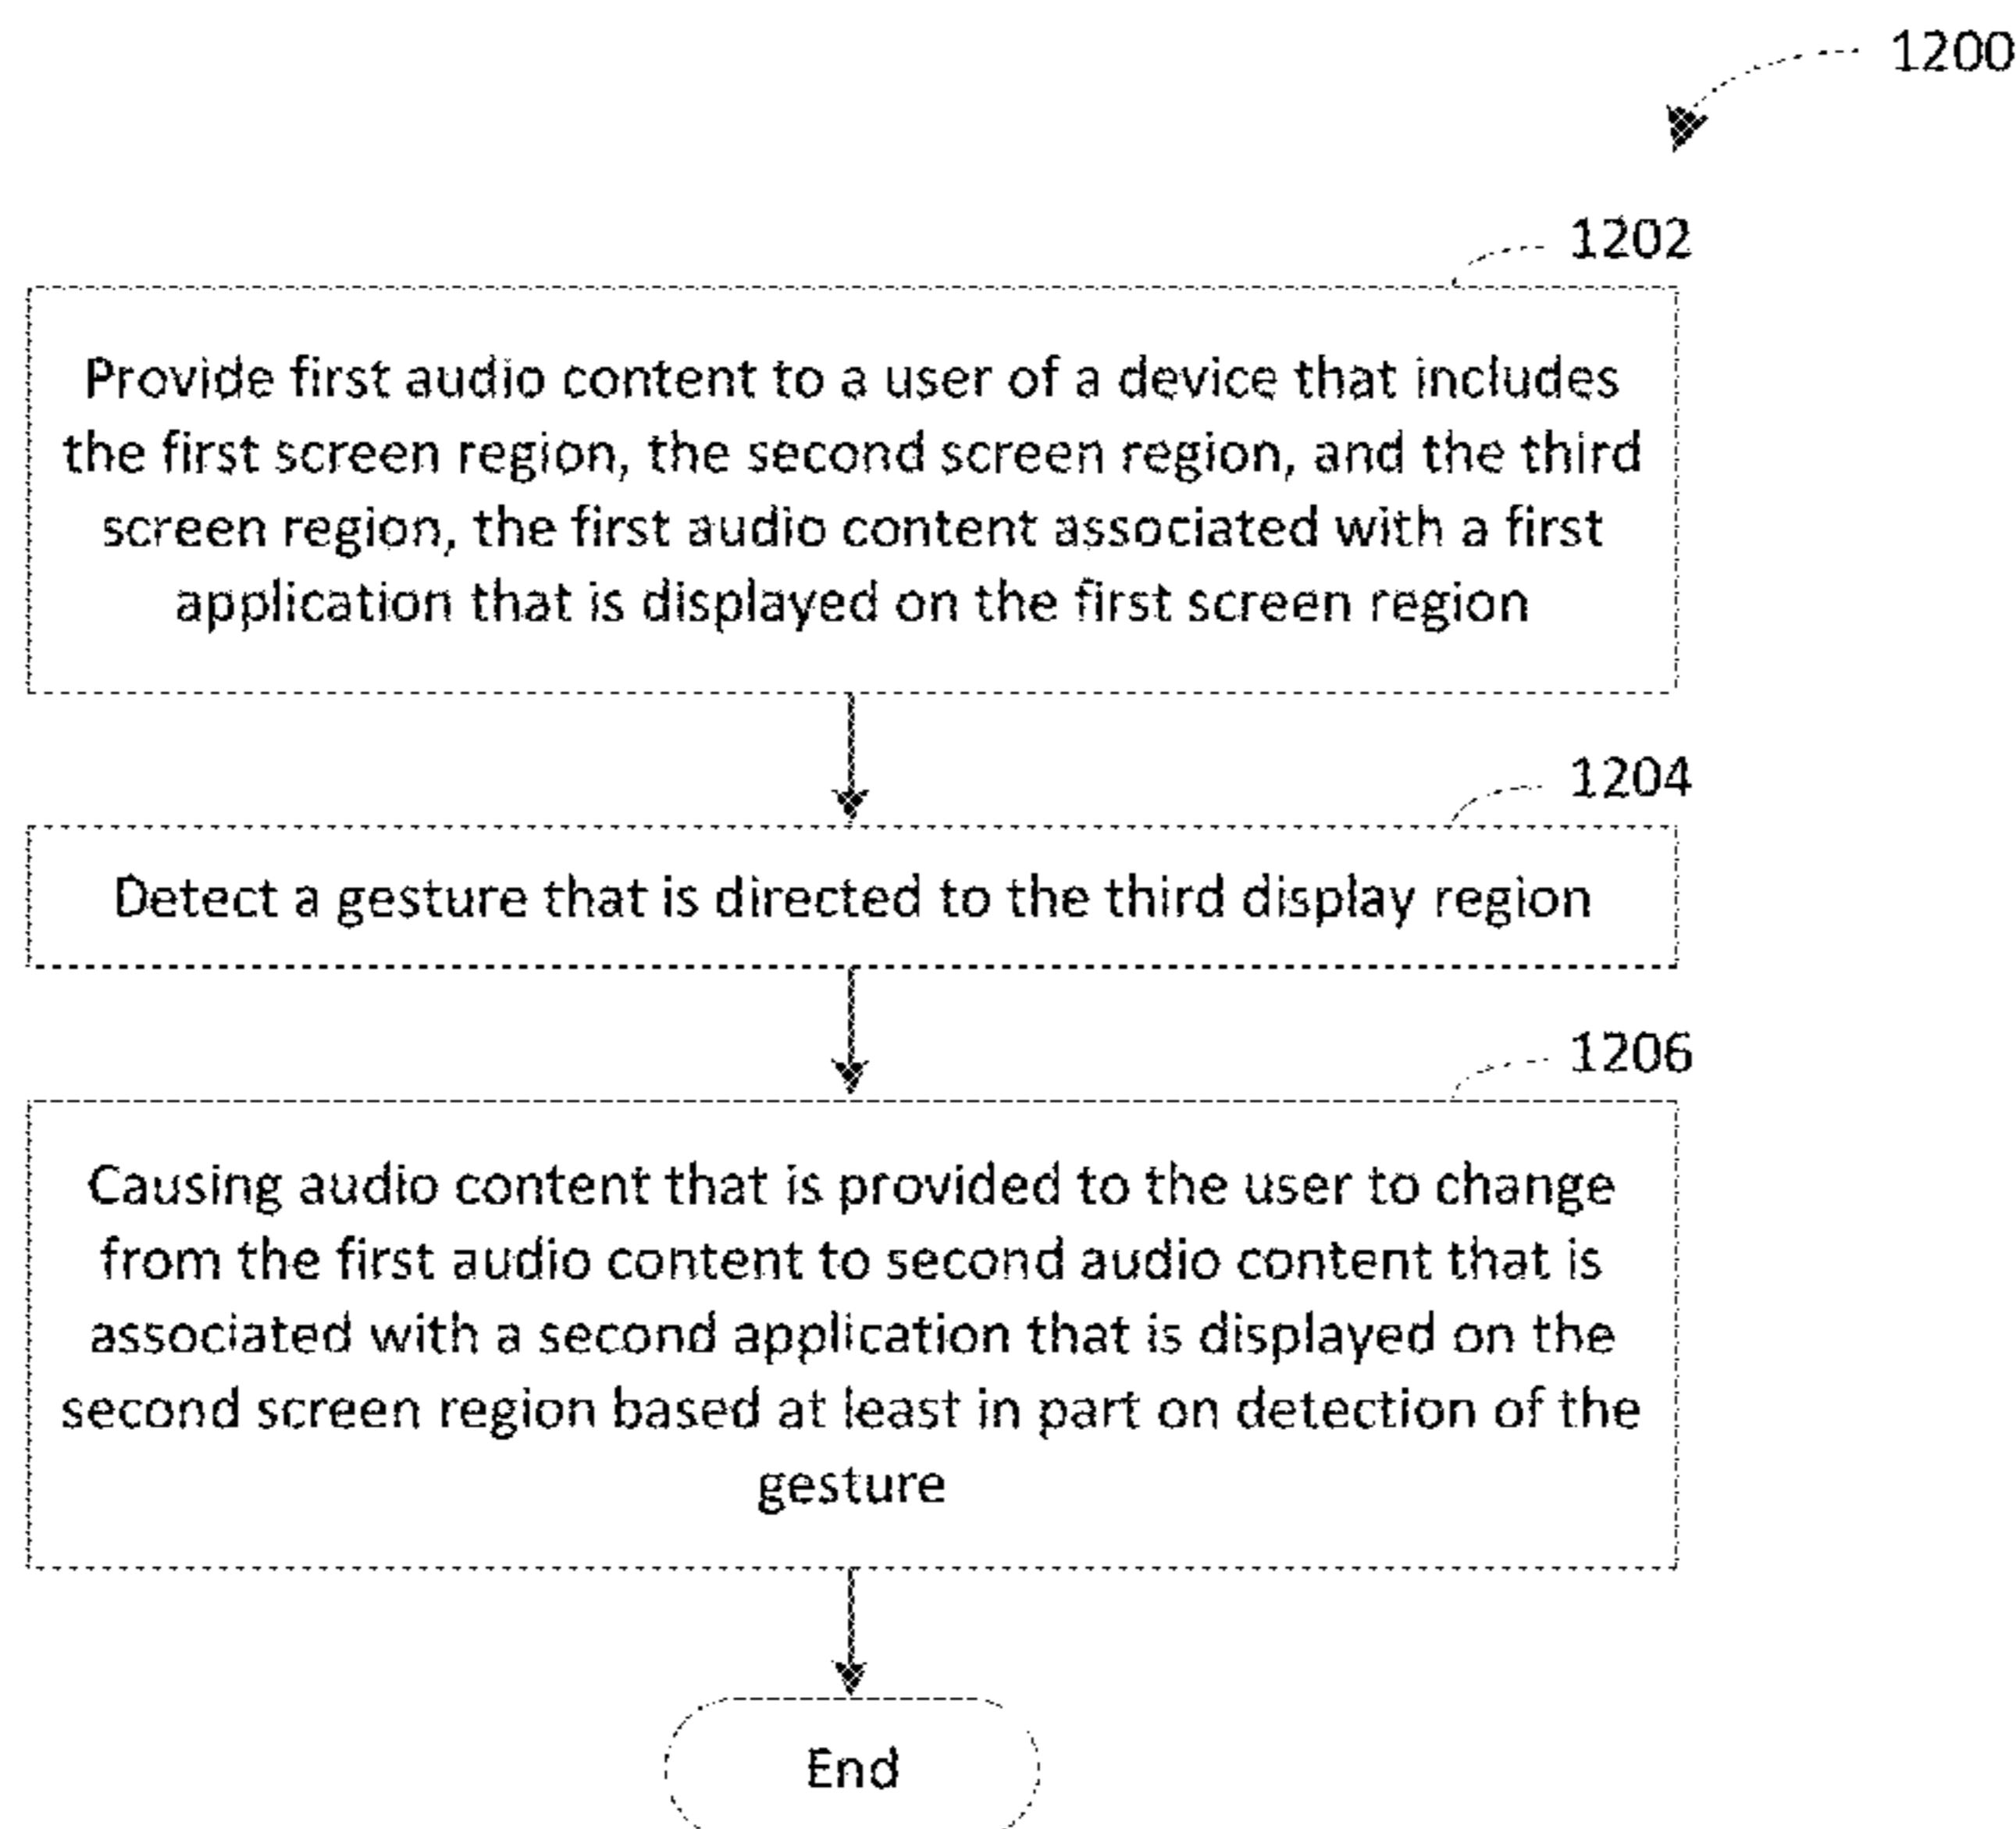 1200
1202
Provide first audio content to a user of a device that includes
the first screen region, the second screen region, and the third
screen region, the first audio content associated with a first
application that is displayed on the first screen region
1204
Detect a gesture that is directed to the third display region
1206
Causing audio content that is provided to the user to change
from the first audio content to second audio content that is
associated with a second application that is displayed on the
second screen region based at least in part on detection of the
gesture
End